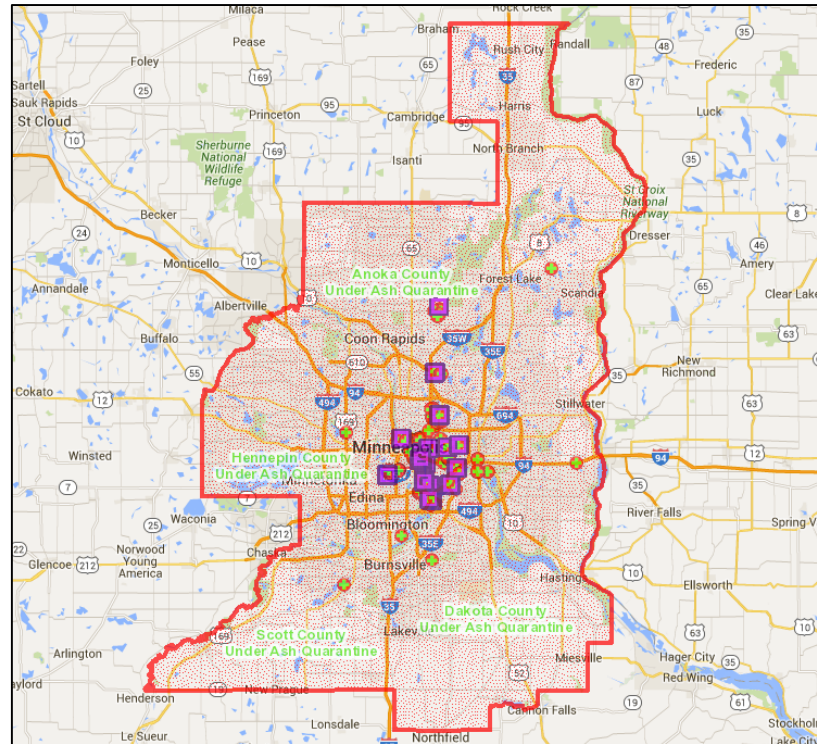 Milaca
Braham
Rock Creek
Rush City
Randall
Foley
Pease
Frederic
Sartell
Sauk Rapids
St Cloud
Princeton
Cambridge
Harris
Luck
North Branch
Sherburne
National
Wildlife
Refuge
Isanti
St Croix
National
Riverway
Becker
Dresser
Monticello
Amery
Anoka County
Under Ash Quarantine
Forest Lake
Scandia
Clear Lake
Annandale
Albertville
Buffalo
Coon Rapids
New
Richmond
Cokato
Stillwater
Winsted
Hennepin County
Under Ash Quarantine
Minneapoli
Edina
Waconia
Bloomington
River Falls
Spring V
Chaska
Norwood
Young
America
Glencoe
Burnsville
Hastings
Ellsworth
Dakota County
Under Ash Quarantine
Scott County
Under Ash Quarantine
Lakev
Arlington
Miesville
Hager City
Red Wing
aylord
Henderson
New Prague
Cannon Falls
Lonsdale
Le Sueur
Northfield
Stockholm
Lake City